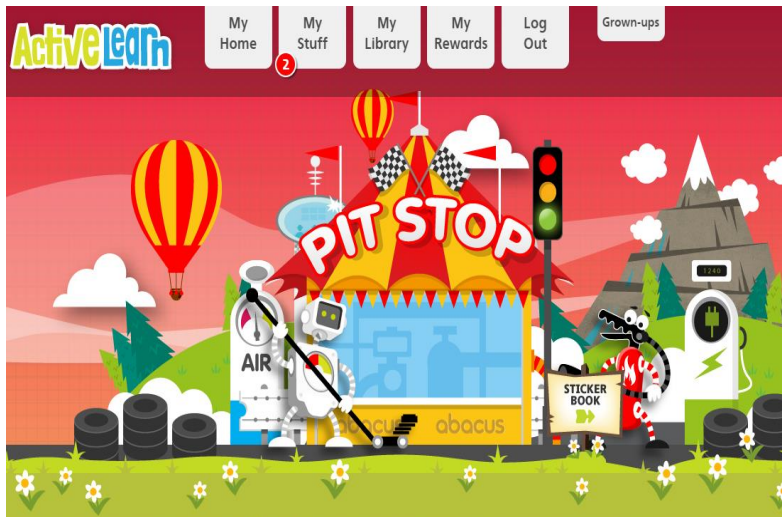 ActiveLearn
My
Home
My
Stuff
2
My
Library
My
Rewards
Log
Out
Grown-ups
PIT STOP
1240
AIR
STICKER
BOOK
abacus
abacus